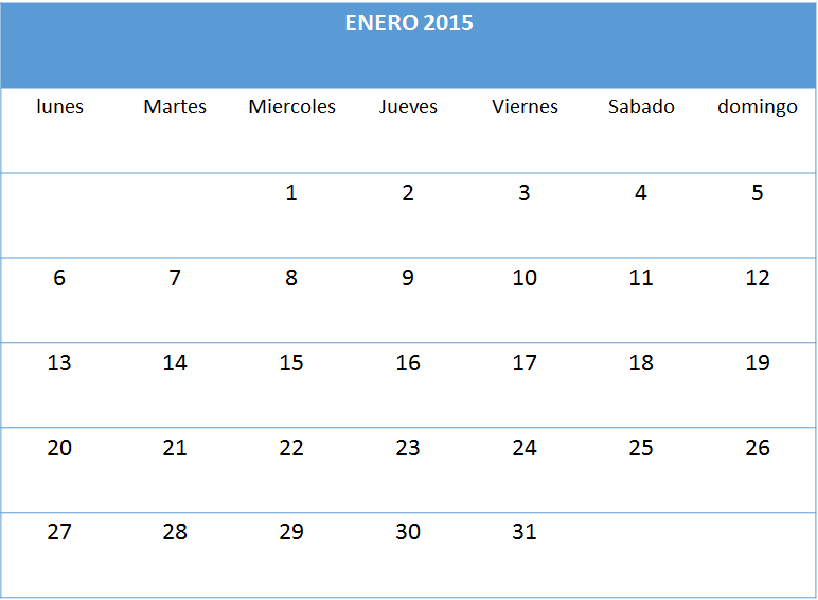 ENERO 2015
lunes Martes Miercoles Jueves Viernes Sabado domingo
1 2 3 4 5
6 7 8 9 10 11 12
13 14 15 16 17 18 19
20 21 22 23 24 25 26
27 28 29 30 31